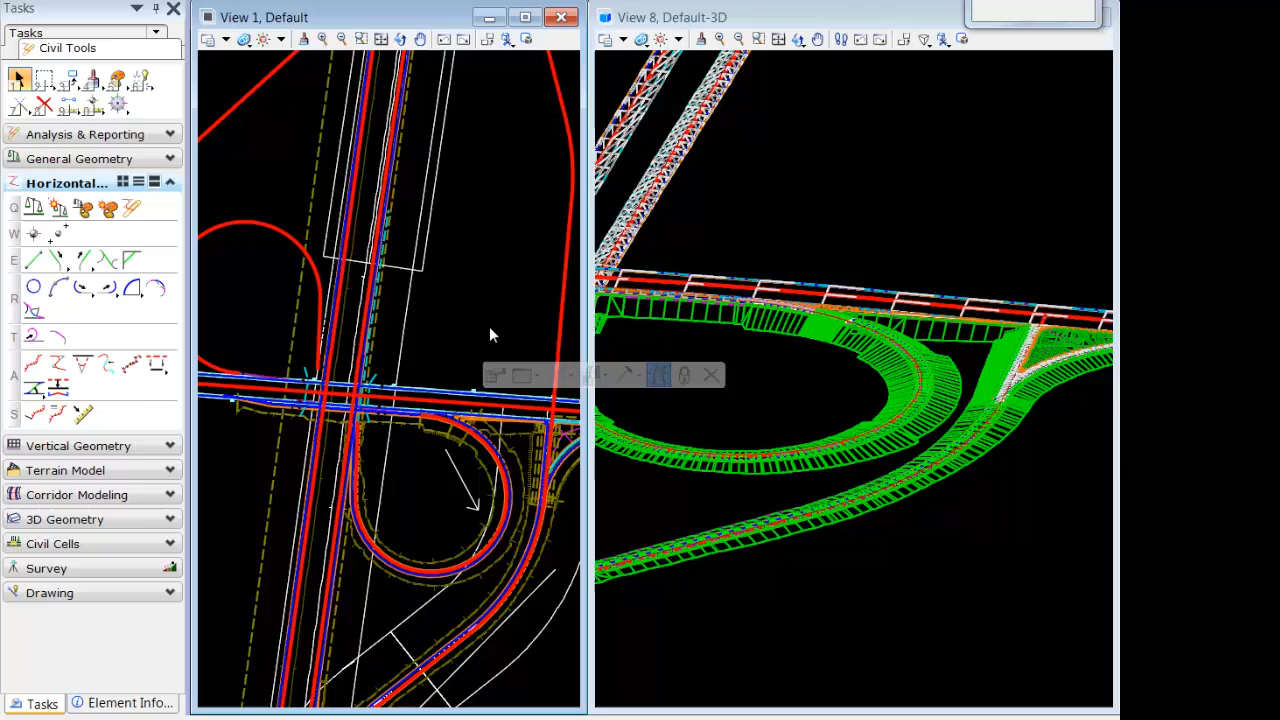 Tasks
Tasks
Civil Tools
Analysis & Reporting
General Geometry
Horizontal...
Q
W
E
R
T
A
S
Vertical Geometry
Terrain Model
Corridor Modeling
3D Geometry
Civil Cells
Survey
Drawing
Tasks
Element Info...
View 1, Default
View 8, Default-3D